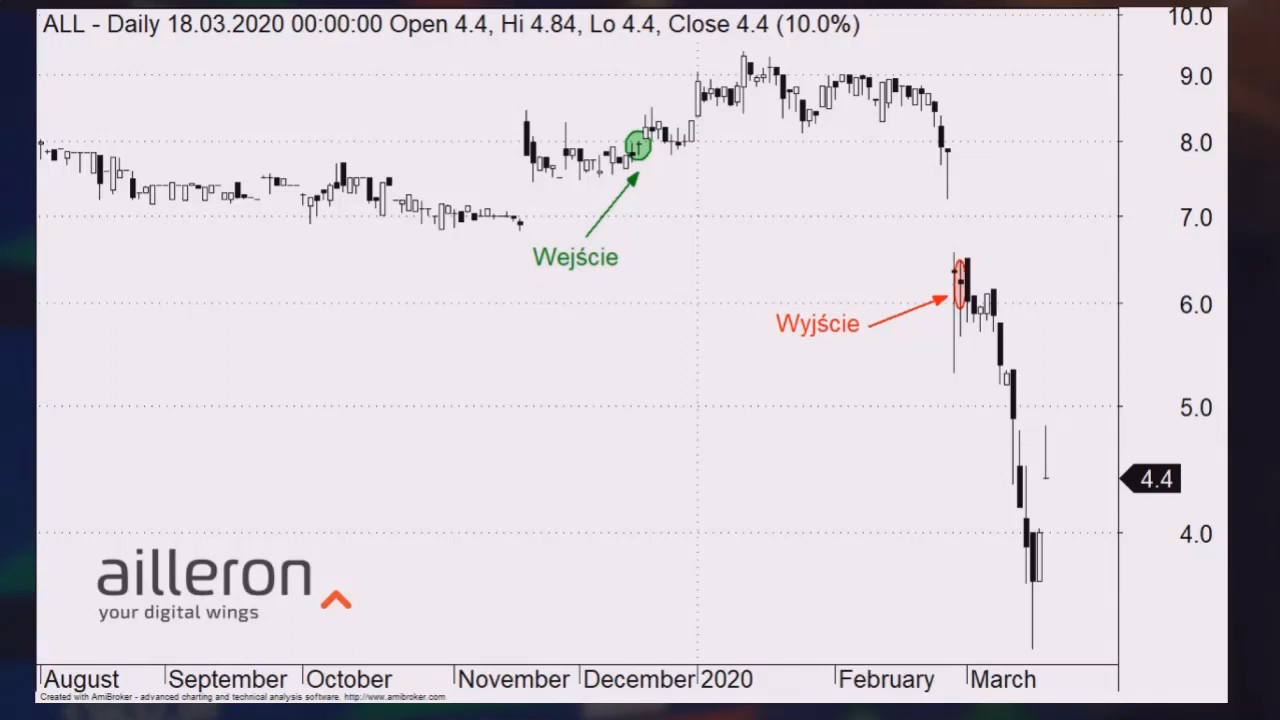 ALL - Daily 18.03.2020 00:00:00 Open 4.4, Hi 4.84, Lo 4.4, Close 4.4 (10.0%)
10.0
9.0
8.0
7.0
Wejście
6.0
Wyjście
5.0
4.4
4.0
ailleron
your digital wings
August September October November December 2020 February March
Created with AmiBroker - advanced charting and technical analysis software. http://www.amibroker.com